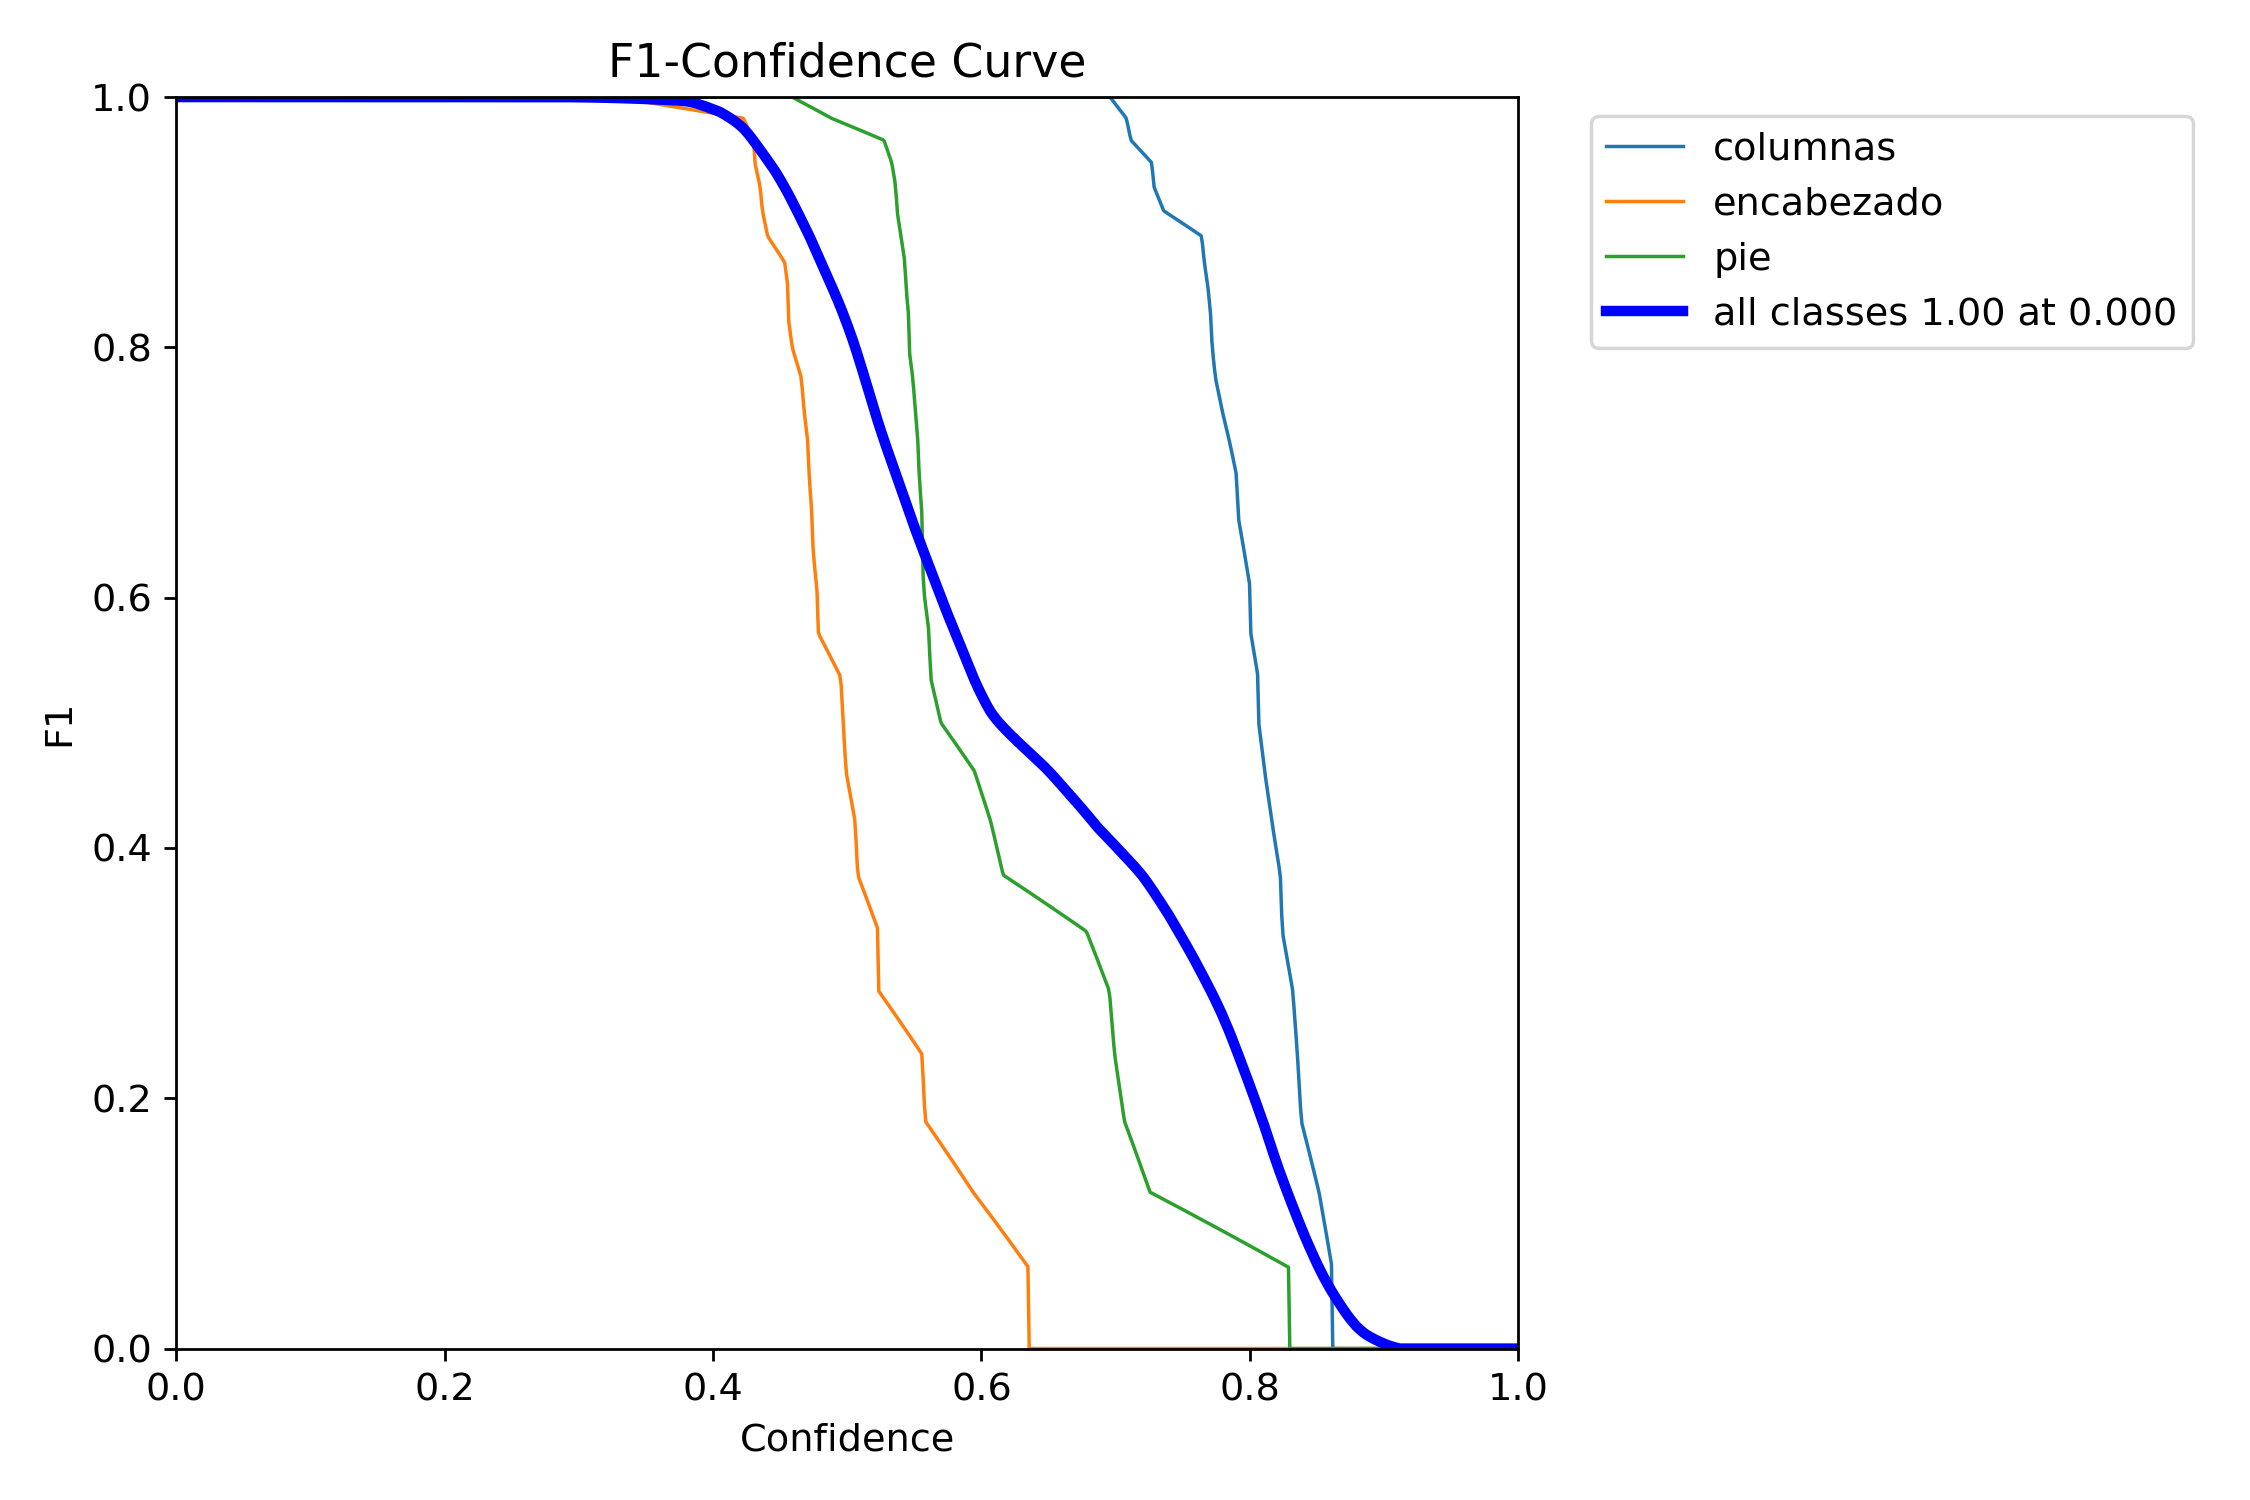 F1-Confidence Curve
1.0
0.8
0.6
0.4
0.2
0.0
F1
0.0 0.2 0.4 0.6 0.8 1.0
Confidence
columnas
encabezado
pie
all classes 1.00 at 0.000